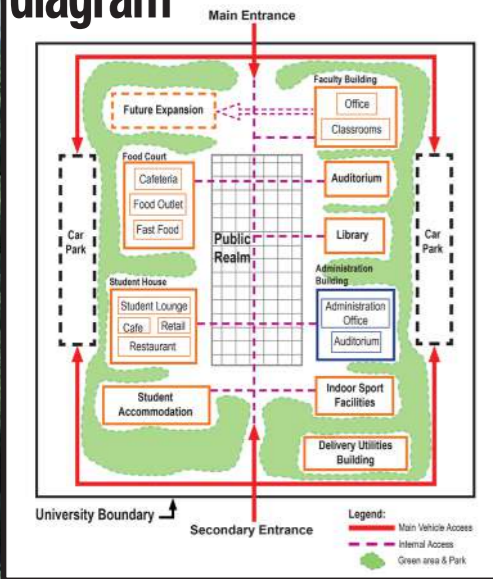 diagram
Main Entrance
Faculty Building
Office
Classrooms
Future Expansion
Food Court
Cafeteria
Food Outlet
Fast Food
Auditorium
Car
Park
Public
Realm
Library
Car
Park
Administration
Building
Administration
Office
Auditorium
Student House
Student Lounge
Cafe
Retail
Restaurant
Student
Accommodation
Indoor Sport
Facilities
Delivery Utilities
Building
University Boundary
Secondary Entrance
Legend:
Main Vehicle Access
Internal Access
Green area & Park